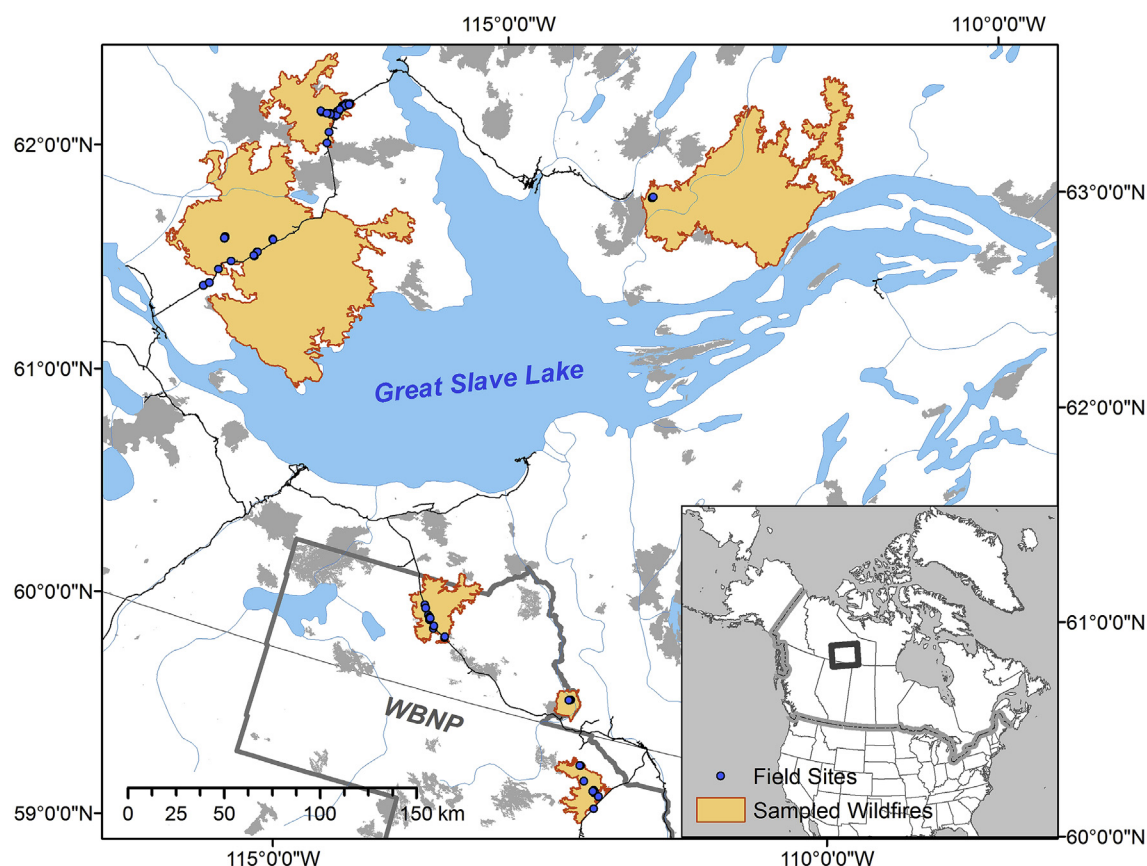 115°0'0"W 110°0'0"W
62°0'0"N
63°0'0"N
61°0'0"N
Great Slave Lake
62°0'0"N
60°0'0"N
61°0'0"N
WBNP
Field Sites
0 25 50 100 150 km
Sampled Wildfires
59°0'0"N
60°0'0"N
115°0'0"W 110°0'0"W